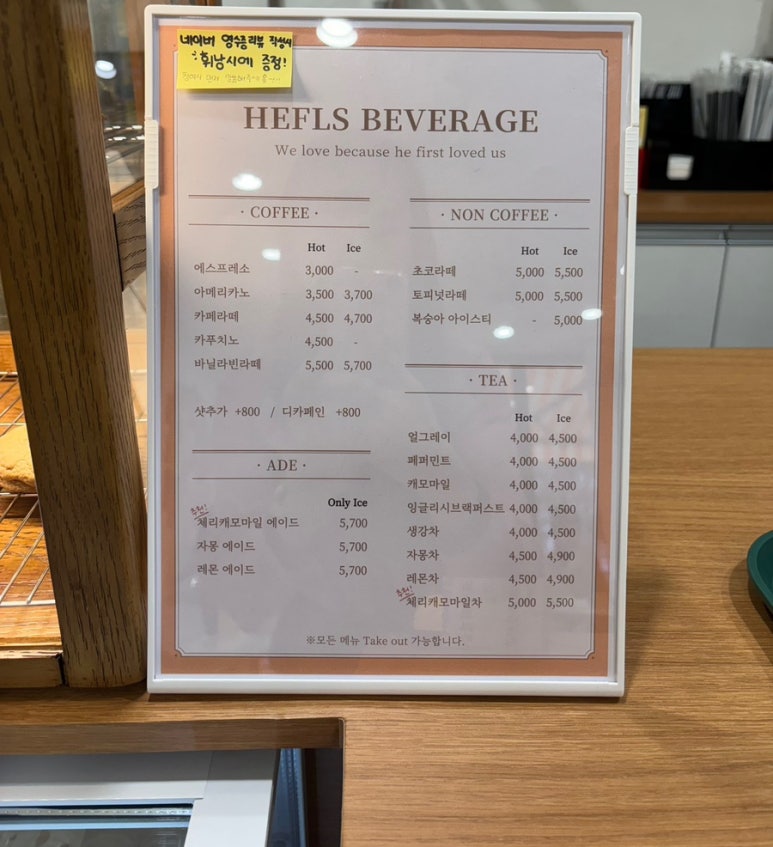 네이버 영수증리뷰 작성시
휘낭시에 증정!
HEFLS BEVERAGE
We love because he first loved us
· COFFEE ·
Hot Ice
에스프레소 3,000 -
아메리카노 3,500 3,700
카페라떼 4,500 4,700
카푸치노 4,500 -
바닐라빈라떼 5,500 5,700
샷추가 +800 / 디카페인 +800
· ADE ·
Only Ice
추천!
체리캐모마일 에이드 5,700
자몽 에이드 5,700
레몬 에이드 5,700
· NON COFFEE ·
Hot Ice
초코라떼 5,000 5,500
토피넛라떼 5,000 5,500
복숭아 아이스티 - 5,000
· TEA ·
Hot Ice
얼그레이 4,000 4,500
페퍼민트 4,000 4,500
캐모마일 4,000 4,500
잉글리시브랙퍼스트 4,000 4,500
생강차 4,000 4,500
자몽차 4,500 4,900
레몬차 4,500 4,900
추천!
체리캐모마일차 5,000 5,500
※모든 메뉴 Take out 가능합니다.